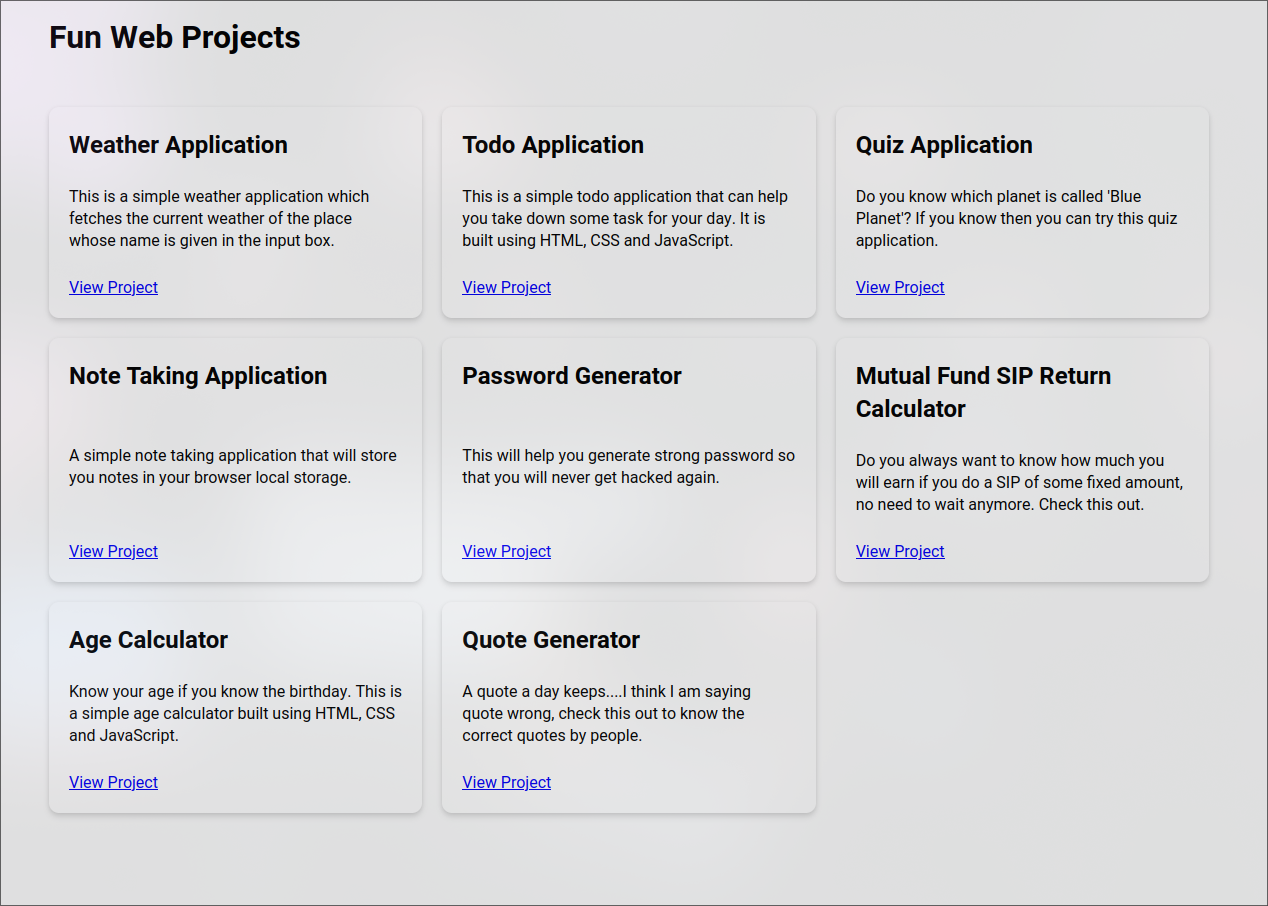 Fun Web Projects
Weather Application
This is a simple weather application which
fetches the current weather of the place
whose name is given in the input box.
View Project
Todo Application
This is a simple todo application that can help
you take down some task for your day. It is
built using HTML, CSS and JavaScript.
View Project
Quiz Application
Do you know which planet is called 'Blue
Planet'? If you know then you can try this quiz
application.
View Project
Note Taking Application
A simple note taking application that will store
you notes in your browser local storage.
View Project
Password Generator
This will help you generate strong password so
that you will never get hacked again.
View Project
Mutual Fund SIP Return
Calculator
Do you always want to know how much you
will earn if you do a SIP of some fixed amount,
no need to wait anymore. Check this out.
View Project
Age Calculator
Know your age if you know the birthday. This is
a simple age calculator built using HTML, CSS
and JavaScript.
View Project
Quote Generator
A quote a day keeps....I think I am saying
quote wrong, check this out to know the
correct quotes by people.
View Project